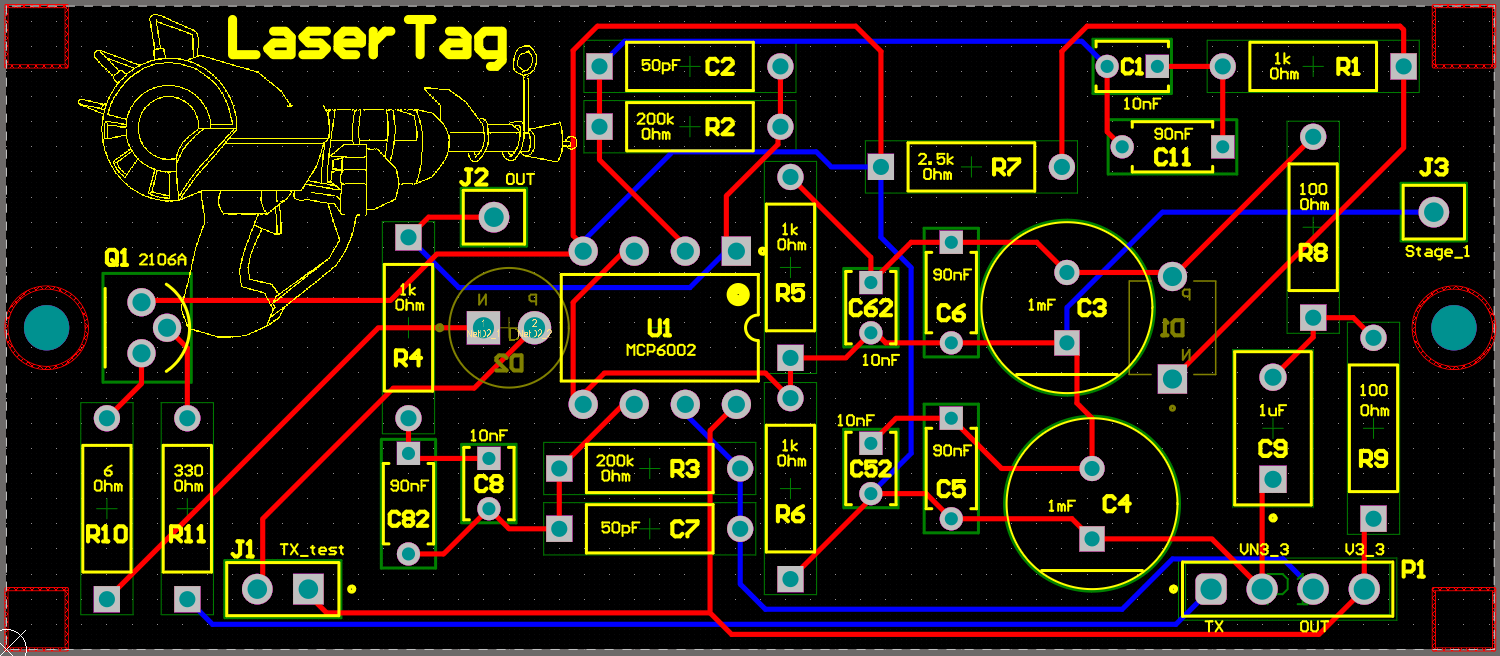 LaserTag
50pF C2
C1
1k
Ohm R1
10nF
200k
Ohm R2
90nF
C11
2.5k
Ohm R7
J2 OUT
J3
Stage_1
100
Ohm
R8
Q1 2106A
1k
Ohm
R5
90nF
C6
C62
10nF
1mF C3
P
D1
N
1k
Ohm
R4
N P
1 2
D2
U1
MCP6002
100
Ohm
R9
1uF
C9
10nF
C52
90nF
C5
1mF C4
1k
Ohm
R6
10nF
C8
90nF
C82
200k
Ohm R3
50pF C7
6
Ohm
R10
330
Ohm
R11
J1 TX_test
VN3_3 V3_3
P1
TX OUT